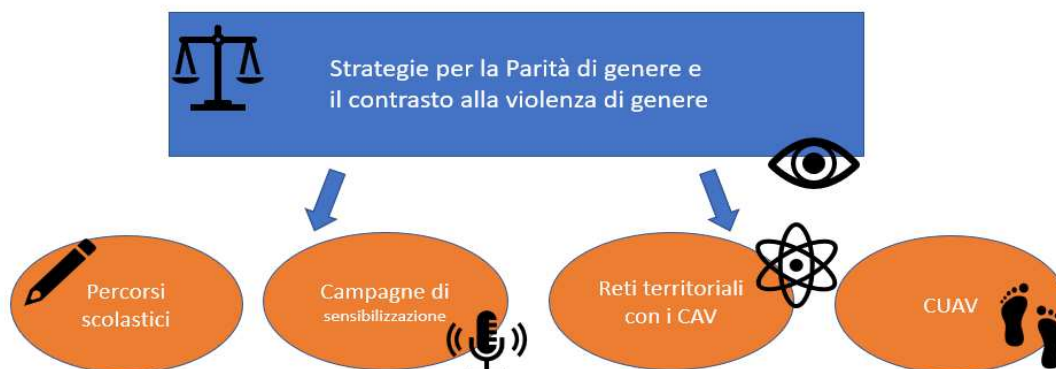 Strategie per la Parità di genere e
il contrasto alla violenza di genere
Percorsi
scolastici
Campagne di
sensibilizzazione
Reti territoriali
con i CAV
CUAV